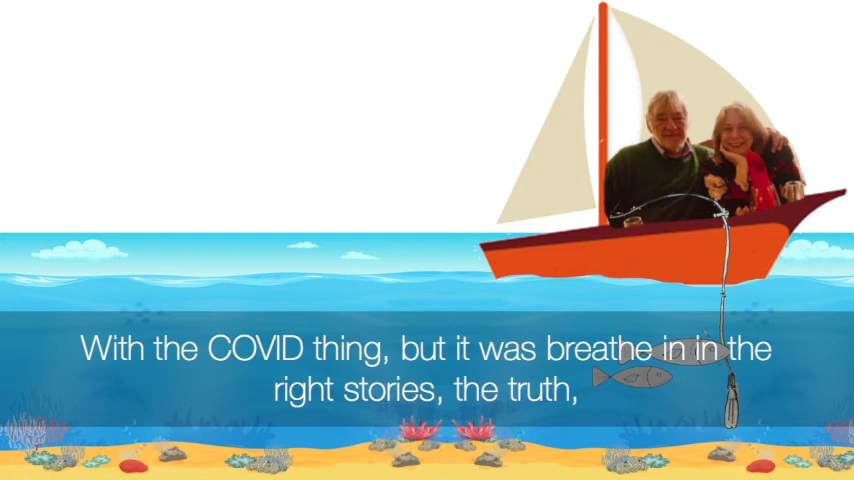 With the COVID thing, but it was breathe in in the
right stories, the truth,